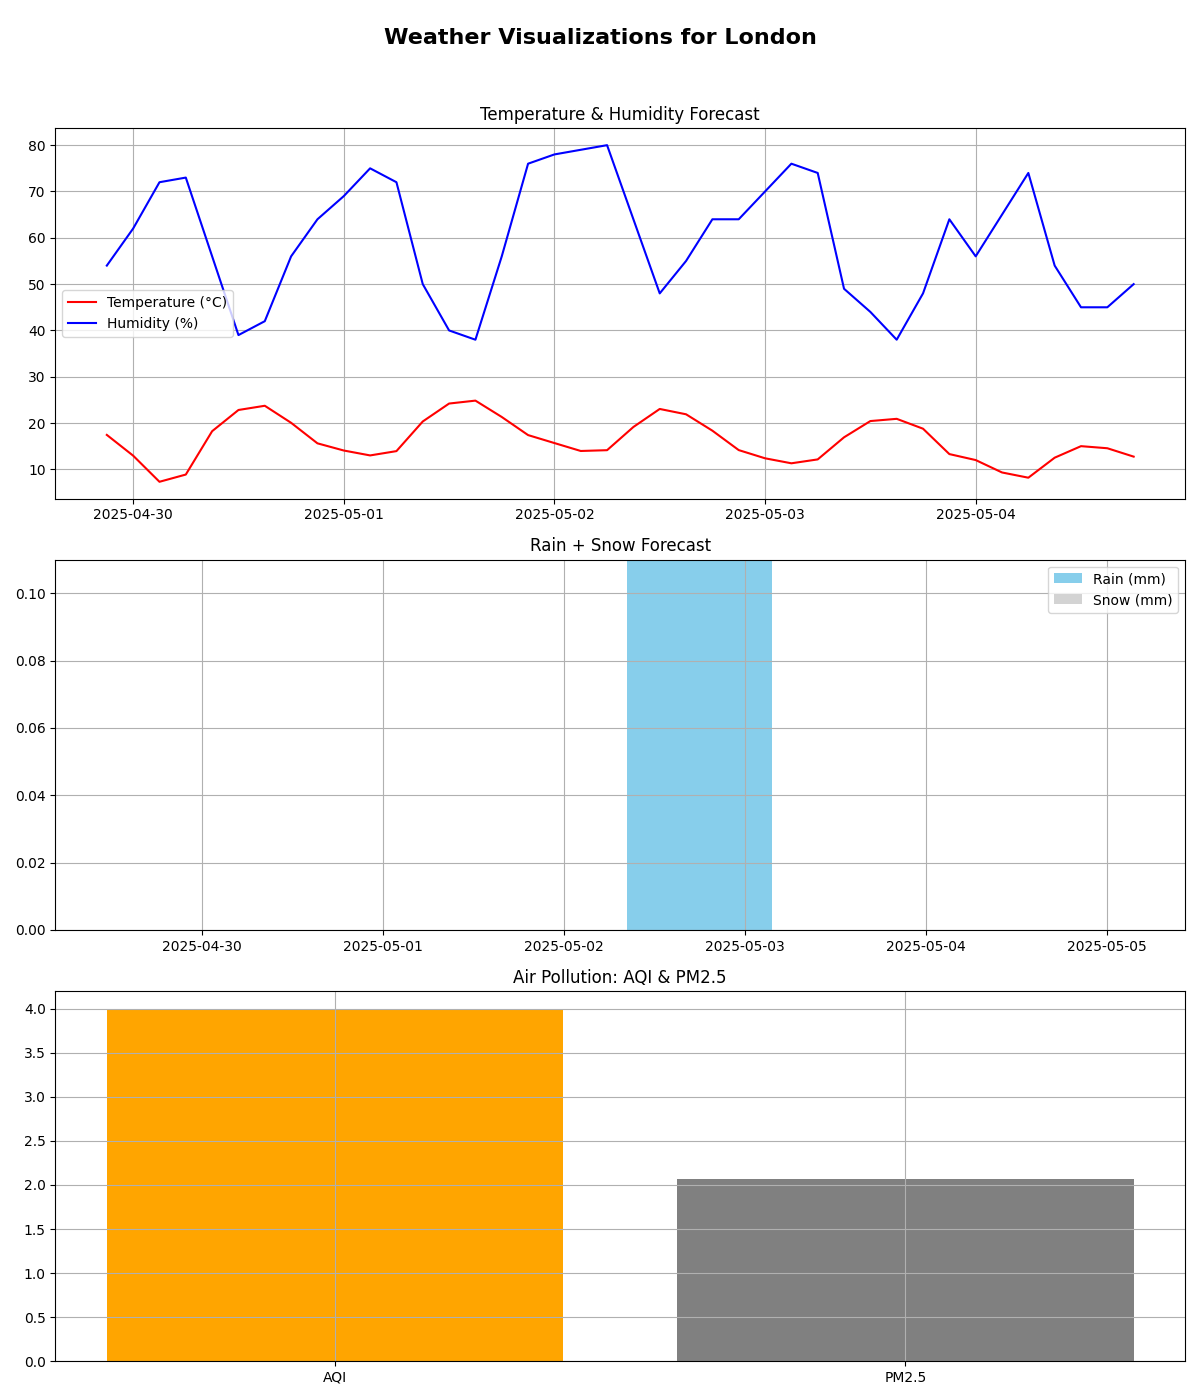 Weather Visualizations for London
Temperature & Humidity Forecast
80
70
60
50
40
30
20
10
Temperature (°C)
Humidity (%)
2025-04-30 2025-05-01 2025-05-02 2025-05-03 2025-05-04
Rain + Snow Forecast
0.10
0.08
0.06
0.04
0.02
0.00
Rain (mm)
Snow (mm)
2025-04-30 2025-05-01 2025-05-02 2025-05-03 2025-05-04 2025-05-05
Air Pollution: AQI & PM2.5
4.0
3.5
3.0
2.5
2.0
1.5
1.0
0.5
0.0
AQI PM2.5